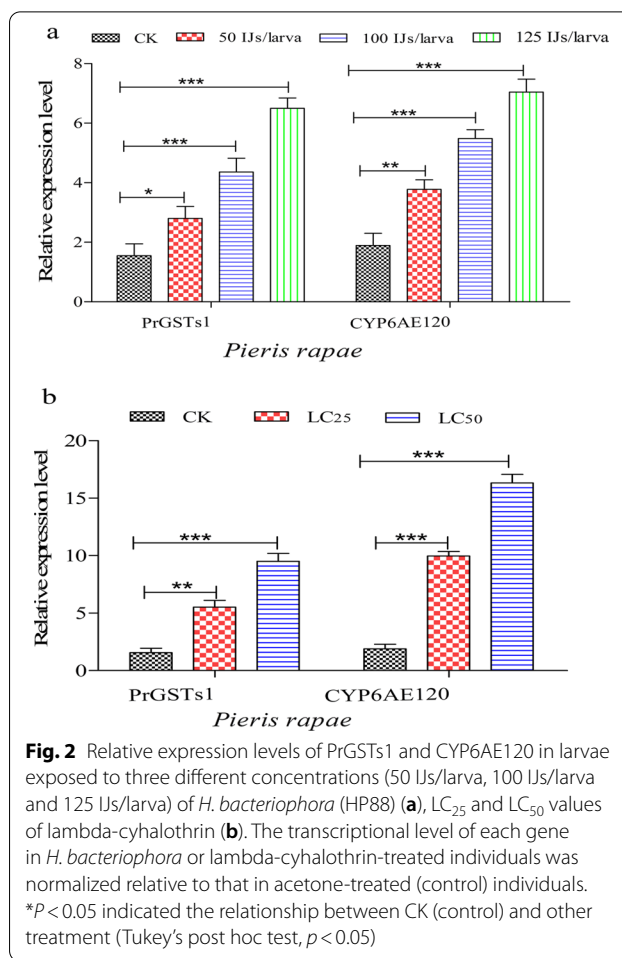 a
CK 50 IJs/larva 100 IJs/larva 125 IJs/larva
Relative expression level
8
6
4
2
0
*** ***
*** ***
* **
PrGSTs1 CYP6AE120
Pieris rapae
b
CK LC25 LC50
Relative expression level
20
15
10
5
0
*** ***
** ***
PrGSTs1 CYP6AE120
Pieris rapae
Fig. 2 Relative expression levels of PrGSTs1 and CYP6AE120 in larvae
exposed to three different concentrations (50 IJs/larva, 100 IJs/larva
and 125 IJs/larva) of H. bacteriophora (HP88) (a), LC25 and LC50 values
of lambda-cyhalothrin (b). The transcriptional level of each gene
in H. bacteriophora or lambda-cyhalothrin-treated individuals was
normalized relative to that in acetone-treated (control) individuals.
*P < 0.05 indicated the relationship between CK (control) and other
treatment (Tukey's post hoc test, p < 0.05)